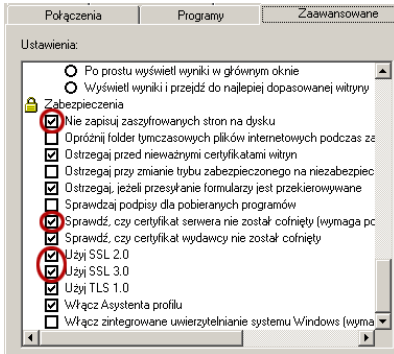 Połączenia
Programy
Zaawansowane
Ustawienia:
Po prostu wyświetl wyniki w głównym oknie
Wyświetl wyniki i przejdź do najlepiej dopasowanej witryny
Zabezpieczenia
Nie zapisuj zaszyfrowanych stron na dysku
Opróżnij folder tymczasowych plików internetowych podczas za
Ostrzegaj przed nieważnymi certyfikatami witryn
Ostrzegaj przy zmianie trybu zabezpieczonego na niezabezpiec
Ostrzegaj, jeżeli przesyłanie formularzy jest przekierowywane
Sprawdzaj podpisy dla pobieranych programów
Sprawdź, czy certyfikat serwera nie został cofnięty (wymaga po
Sprawdź, czy certyfikat wydawcy nie został cofnięty
Użyj SSL 2.0
Użyj SSL 3.0
Użyj TLS 1.0
Włącz Asystenta profilu
Włącz zintegrowane uwierzytelnianie systemu Windows (wyma